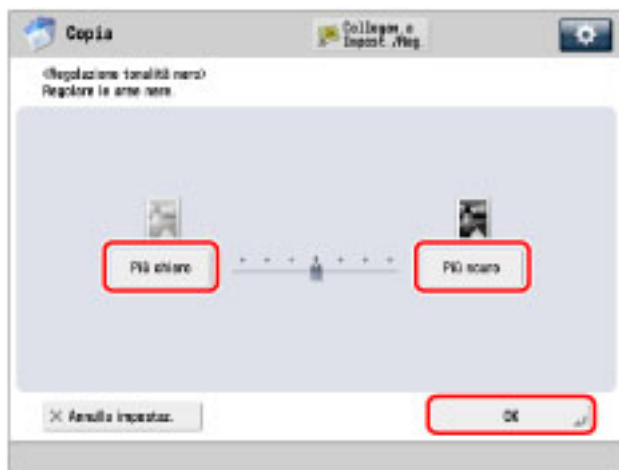 Copia
Collegam. a
Impost./Reg.
<Regolazione tonalità nero>
Regolare le aree nere.
Più chiaro
Più scuro
Annulla impostaz.
OK